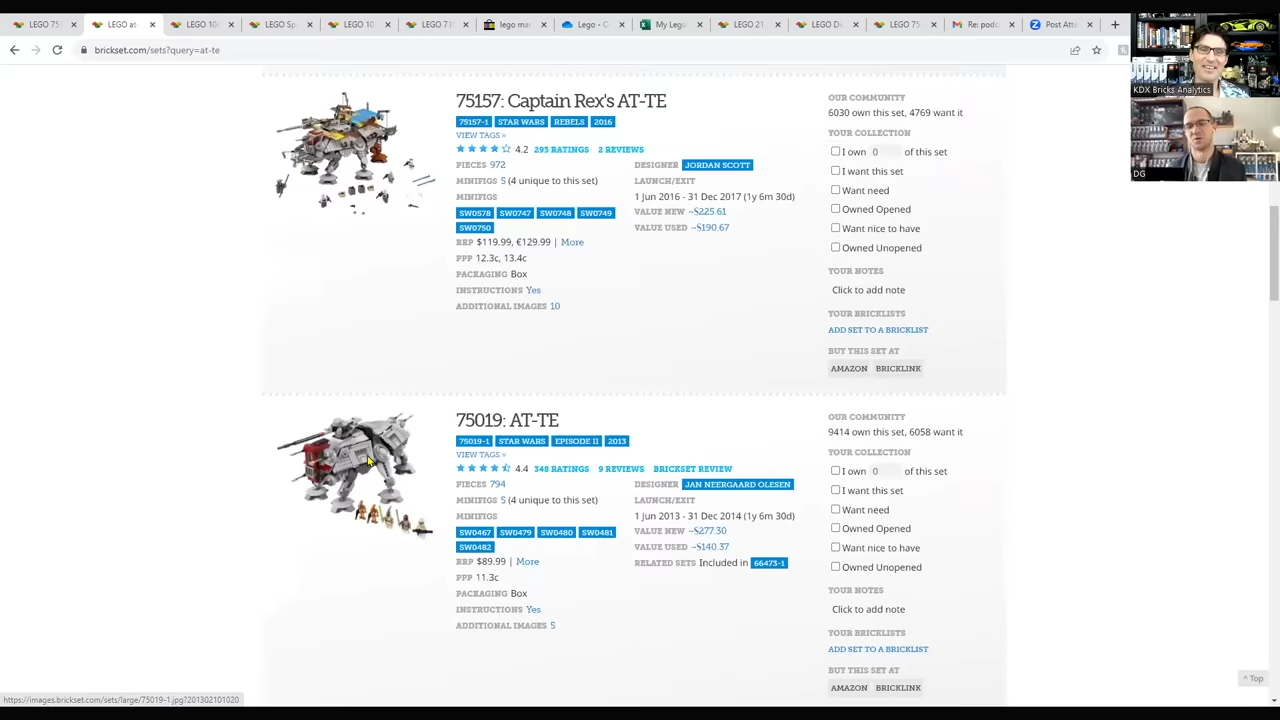 LEGO 75
LEGO at-
LEGO 10
LEGO Sp
LEGO 10
LEGO 71
lego mar
Lego - O
My Lego
LEGO 21
LEGO Di
LEGO 75
Re: pod
Post Atte
brickset.com/sets?query=at-te
KDX Bricks Analytics
DG
75157: Captain Rex's AT-TE
75157-1 STAR WARS REBELS 2016
VIEW TAGS »
4.2 293 RATINGS 2 REVIEWS
PIECES 972
MINIFIGS 5 (4 unique to this set)
MINIFIGS
SW0578 SW0747 SW0748 SW0749
SW0750
RRP $119.99, €129.99 | More
PPP 12.3c, 13.4c
PACKAGING Box
INSTRUCTIONS Yes
ADDITIONAL IMAGES 10
DESIGNER JORDAN SCOTT
LAUNCH/EXIT
1 Jun 2016 - 31 Dec 2017 (1y 6m 30d)
VALUE NEW ~$225.61
VALUE USED ~$190.67
OUR COMMUNITY
6030 own this set, 4769 want it
YOUR COLLECTION
I own 0 of this set
I want this set
Want need
Owned Opened
Want nice to have
Owned Unopened
YOUR NOTES
Click to add note
YOUR BRICKLISTS
ADD SET TO A BRICKLIST
BUY THIS SET AT
AMAZON BRICKLINK
75019: AT-TE
75019-1 STAR WARS EPISODE II 2013
VIEW TAGS »
4.4 348 RATINGS 9 REVIEWS BRICKSET REVIEW
PIECES 794
MINIFIGS 5 (4 unique to this set)
MINIFIGS
SW0467 SW0479 SW0480 SW0481
SW0482
RRP $89.99 | More
PPP 11.3c
PACKAGING Box
INSTRUCTIONS Yes
ADDITIONAL IMAGES 5
DESIGNER JAN NEERGAARD OLESEN
LAUNCH/EXIT
1 Jun 2013 - 31 Dec 2014 (1y 6m 30d)
VALUE NEW ~$277.30
VALUE USED ~$140.37
RELATED SETS Included in 66473-1
OUR COMMUNITY
9414 own this set, 6058 want it
YOUR COLLECTION
I own 0 of this set
I want this set
Want need
Owned Opened
Want nice to have
Owned Unopened
YOUR NOTES
Click to add note
YOUR BRICKLISTS
ADD SET TO A BRICKLIST
BUY THIS SET AT
AMAZON BRICKLINK
^ Top
https://images.brickset.com/sets/large/75019-1.jpg?201302101020